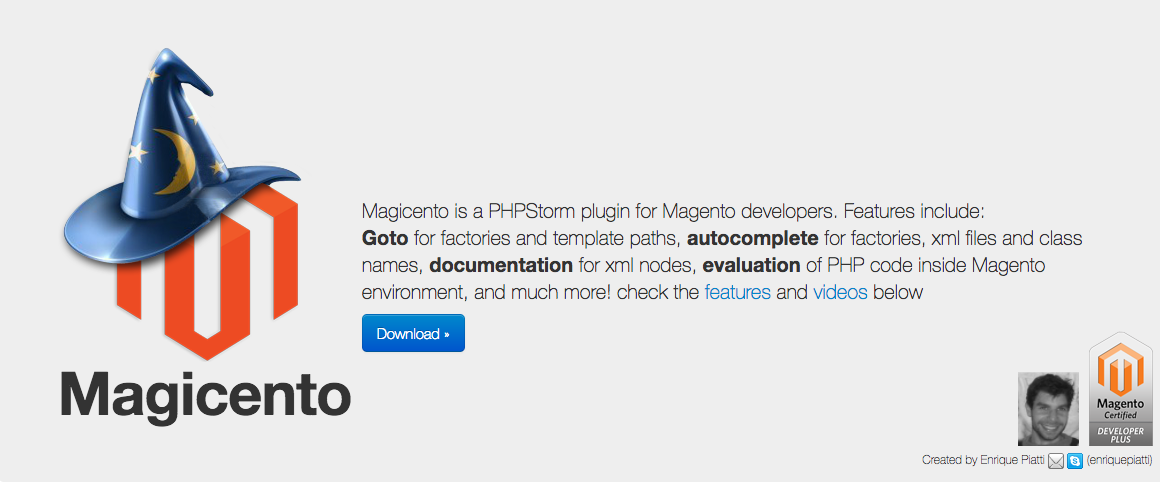 Magicento is a PHPStorm plugin for Magento developers. Features include:
Goto for factories and template paths, autocomplete for factories, xml files and class
names, documentation for xml nodes, evaluation of PHP code inside Magento
environment, and much more! check the features and videos below
Download »
Magicento
Magento
Certified
DEVELOPER
PLUS
Created by Enrique Piatti (enriquepiatti)